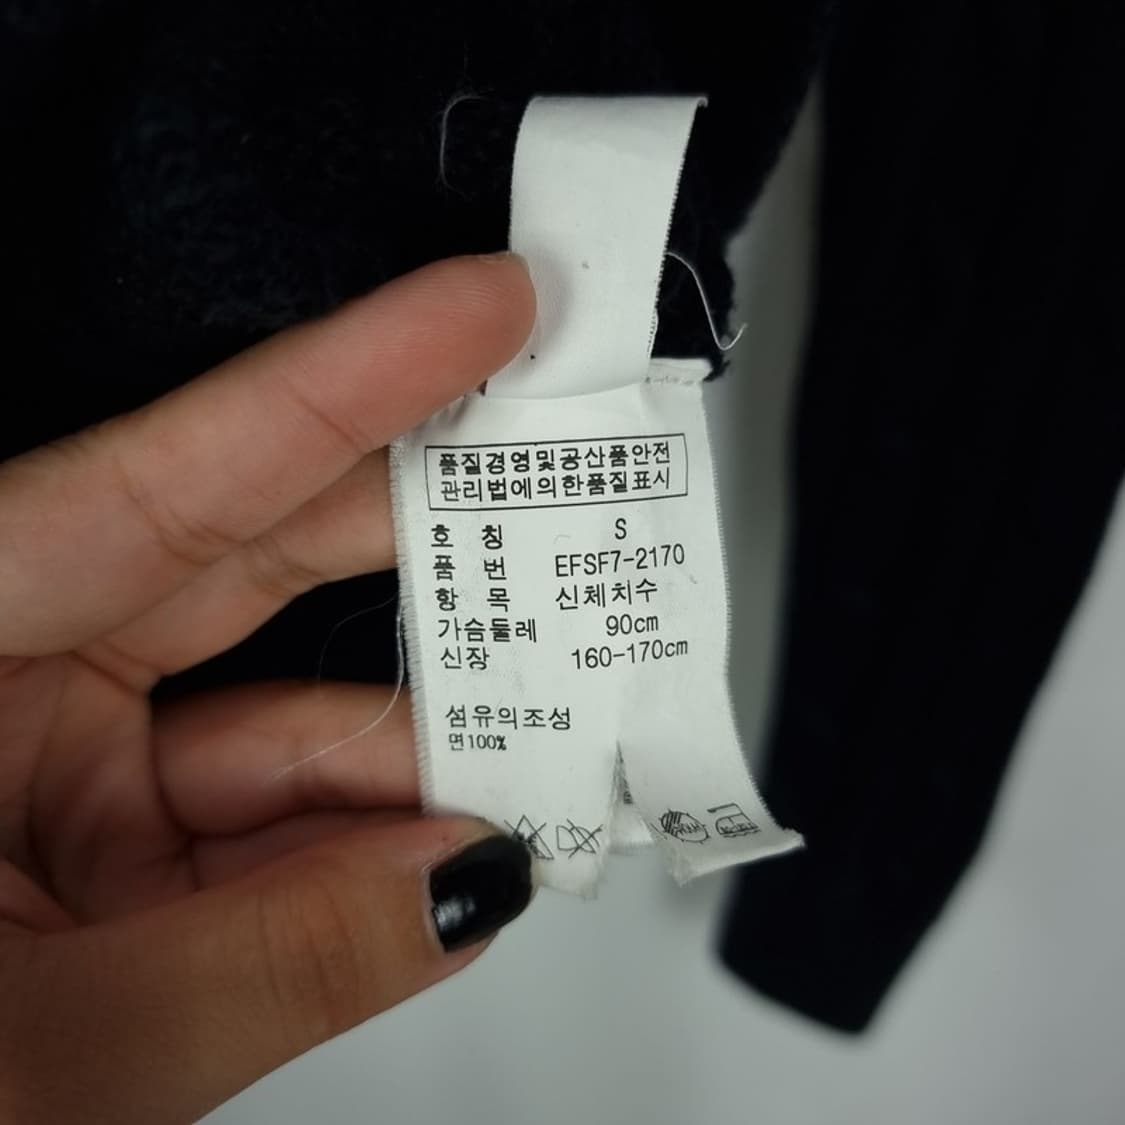 품질경영및공산품안전
관리법에의한품질표시
호 칭 S
품 번 EFSF7-2170
항 목 신체치수
가슴둘레 90cm
신장 160-170cm
섬유의조성
면100%